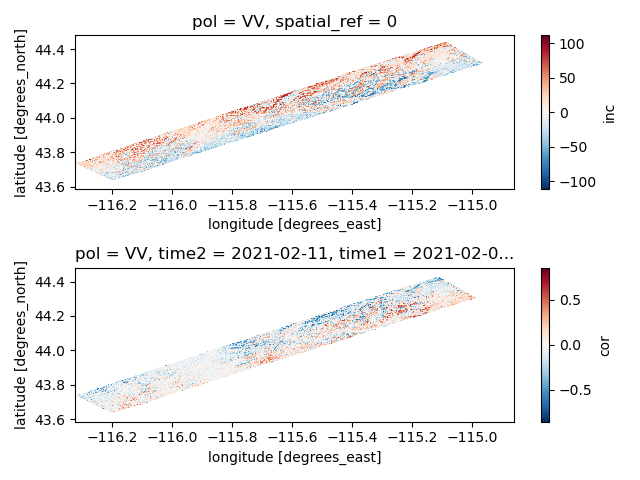 pol = VV, spatial_ref = 0
44.4
44.2
44.0
43.8
43.6
latitude [degrees_north]
−116.2 −116.0 −115.8 −115.6 −115.4 −115.2 −115.0
longitude [degrees_east]
100
50
0
−50
−100
inc
pol = VV, time2 = 2021-02-11, time1 = 2021-02-0...
44.4
44.2
44.0
43.8
43.6
latitude [degrees_north]
−116.2 −116.0 −115.8 −115.6 −115.4 −115.2 −115.0
longitude [degrees_east]
0.5
0.0
−0.5
cor